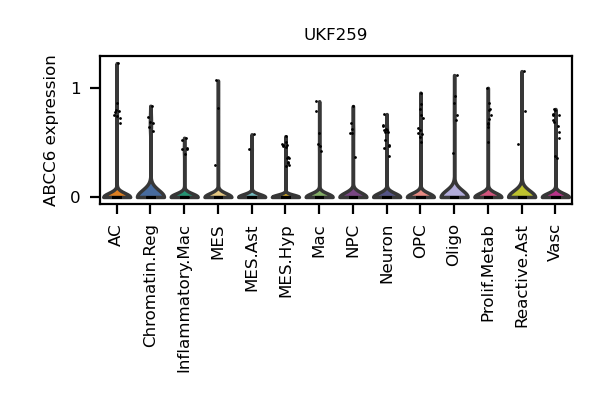 UKF259
ABCC6 expression
1
0
AC
Chromatin.Reg
Inflammatory.Mac
MES
MES.Ast
MES.Hyp
Mac
NPC
Neuron
OPC
Oligo
Prolif.Metab
Reactive.Ast
Vasc